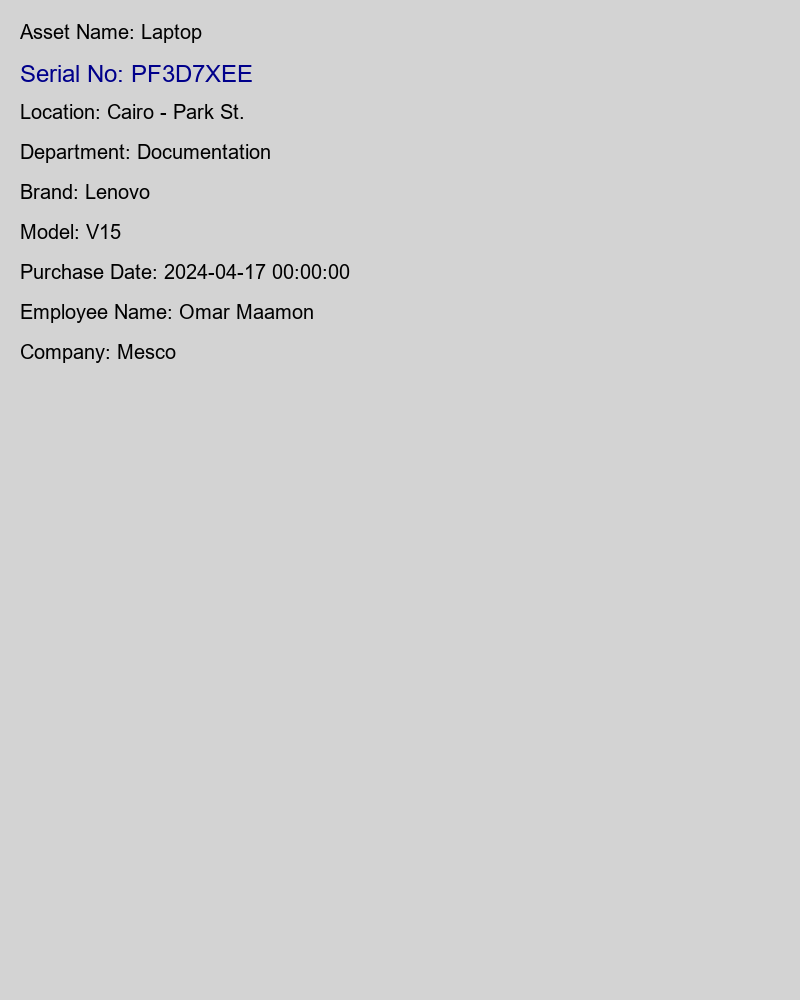 Asset Name: Laptop
Serial No: PF3D7XEE
Location: Cairo - Park St.
Department: Documentation
Brand: Lenovo
Model: V15
Purchase Date: 2024-04-17 00:00:00
Employee Name: Omar Maamon
Company: Mesco